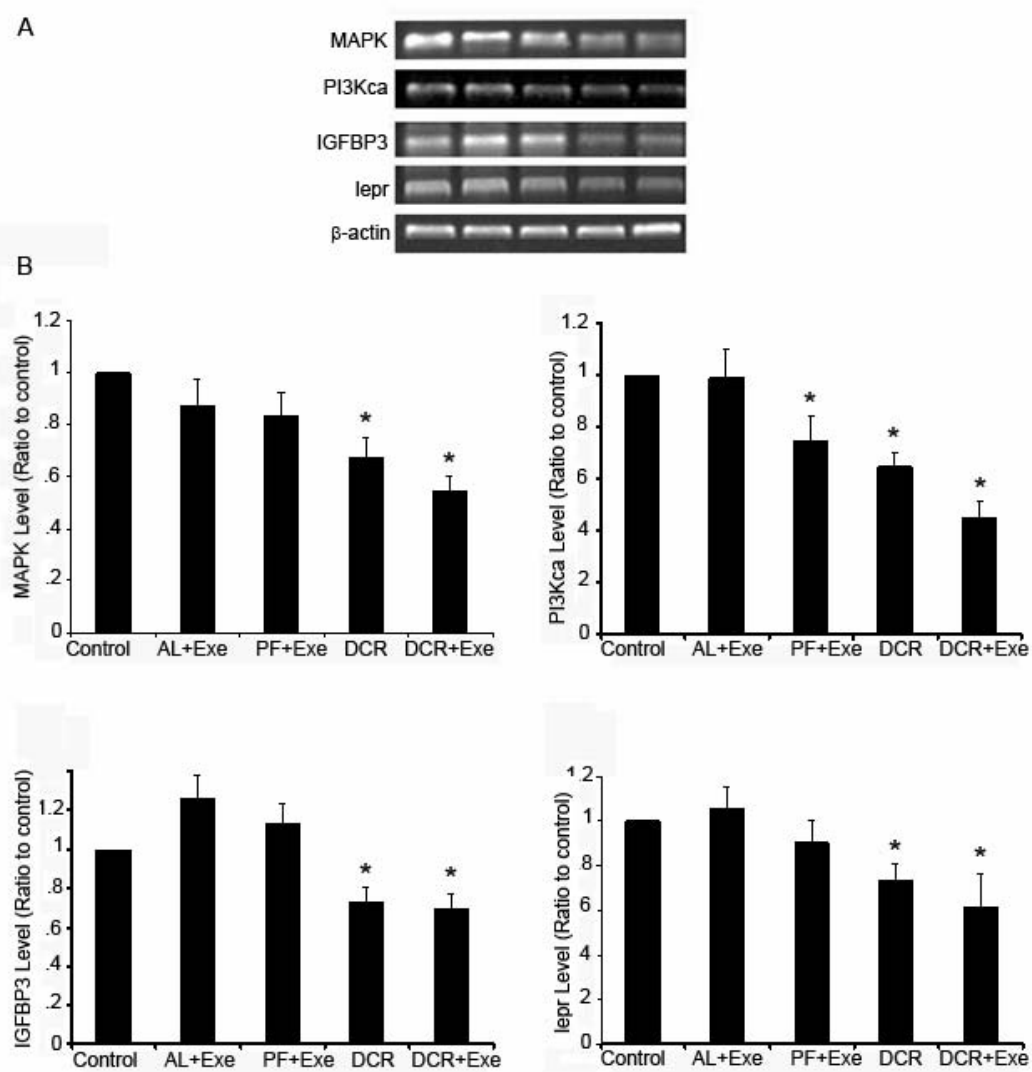 A
MAPK
PI3Kca
IGFBP3
lepr
β-actin
B
MAPK Level (Ratio to control)
1.2
1
.8
.6
.4
.2
0
Control AL+Exe PF+Exe DCR DCR+Exe
* *
PI3Kca Level (Ratio to control)
1.2
1
8
6
4
2
0
Control AL+Exe PF+Exe DCR DCR+Exe
* * *
IGFBP3 Level (Ratio to control)
1.2
1
.8
.6
.4
.2
0
Control AL+Exe PF+Exe DCR DCR+Exe
* *
lepr Level (Ratio to control)
1.2
1
8
6
4
2
0
Control AL+Exe PF+Exe DCR DCR+Exe
* *